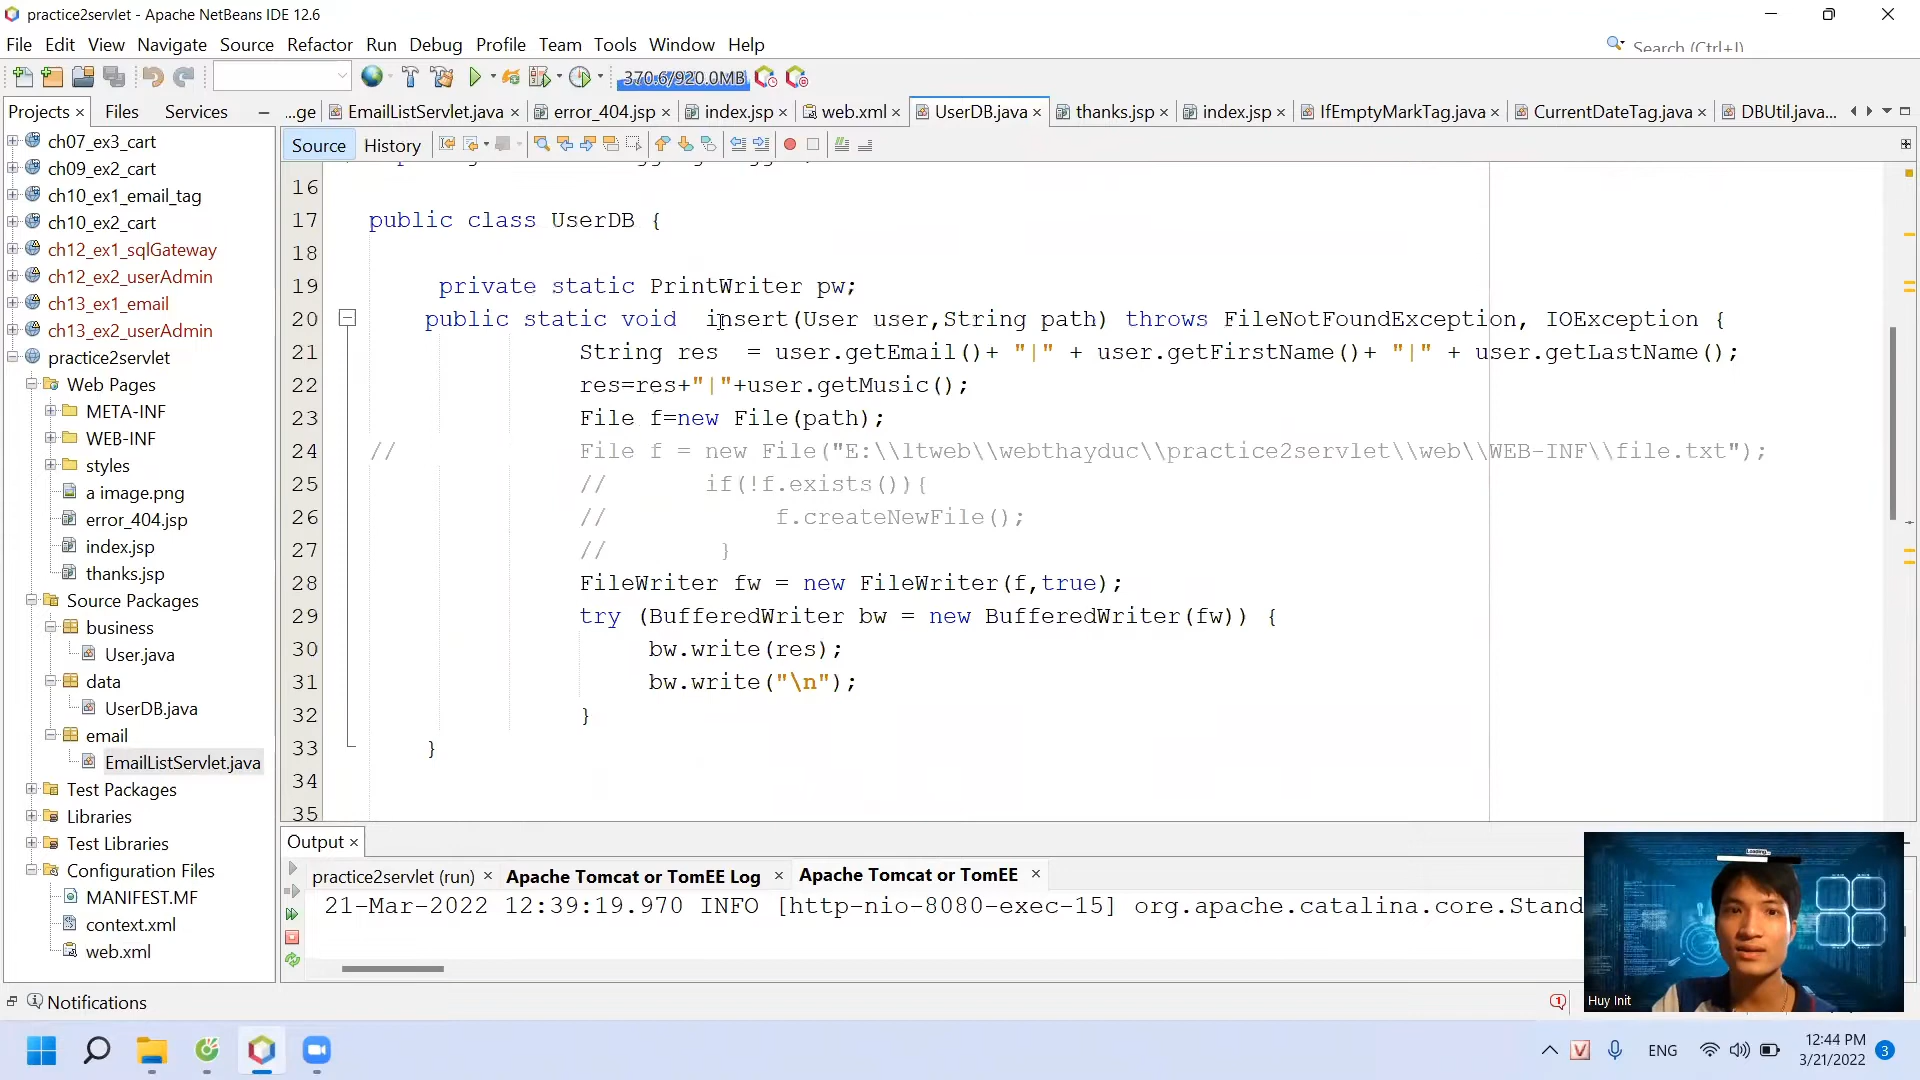 practice2servlet - Apache NetBeans IDE 12.6
File Edit View Navigate Source Refactor Run Debug Profile Team Tools Window Help
Search (Ctrl+I)
370.6/920.0MB
Projects Files Services
...ge EmailListServlet.java error_404.jsp index.jsp web.xml UserDB.java thanks.jsp index.jsp IfEmptyMarkTag.java CurrentDateTag.java DBUtil.java...
Source History
ch07_ex3_cart
ch09_ex2_cart
ch10_ex1_email_tag
ch10_ex2_cart
ch12_ex1_sqlGateway
ch12_ex2_userAdmin
ch13_ex1_email
ch13_ex2_userAdmin
practice2servlet
Web Pages
META-INF
WEB-INF
styles
a image.png
error_404.jsp
index.jsp
thanks.jsp
Source Packages
business
User.java
data
UserDB.java
email
EmailListServlet.java
Test Packages
Libraries
Test Libraries
Configuration Files
MANIFEST.MF
context.xml
web.xml
16
17 public class UserDB {
18
19 private static PrintWriter pw;
20 public static void insert(User user,String path) throws FileNotFoundException, IOException {
21 String res = user.getEmail()+ "|" + user.getFirstName()+ "|" + user.getLastName();
22 res=res+"|"+user.getMusic();
23 File f=new File(path);
24 // File f = new File("E:\\ltweb\\webthayduc\\practice2servlet\\web\\WEB-INF\\file.txt");
25 // if(!f.exists()){
26 // f.createNewFile();
27 // }
28 FileWriter fw = new FileWriter(f,true);
29 try (BufferedWriter bw = new BufferedWriter(fw)) {
30 bw.write(res);
31 bw.write("\n");
32 }
33 }
34
35
Output
practice2servlet (run) Apache Tomcat or TomEE Log Apache Tomcat or TomEE
21-Mar-2022 12:39:19.970 INFO [http-nio-8080-exec-15] org.apache.catalina.core.Stand
Loading...
Huy Init
Notifications
1
ENG
12:44 PM
3/21/2022
3